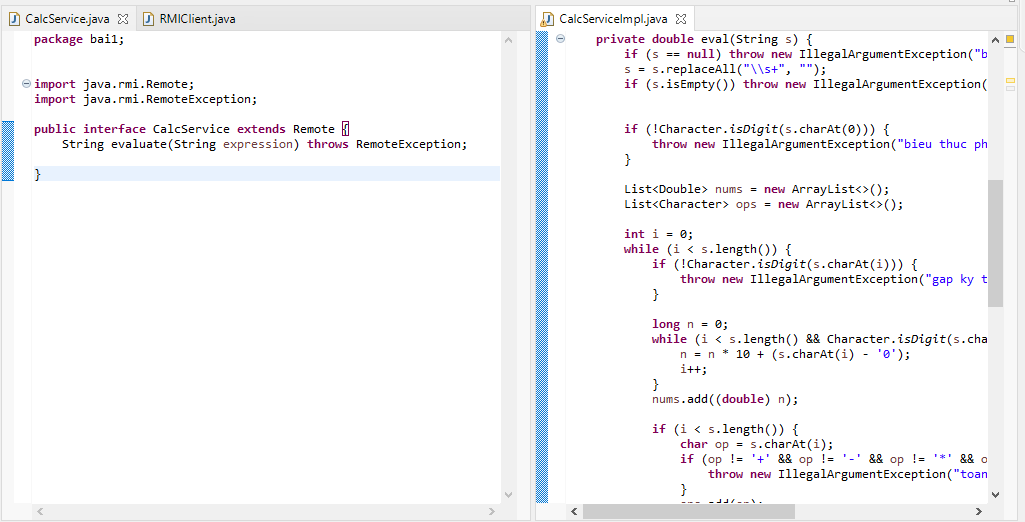 CalcService.java
RMIClient.java
package bai1;
import java.rmi.Remote;
import java.rmi.RemoteException;
public interface CalcService extends Remote {
String evaluate(String expression) throws RemoteException;
}
CalcServiceImpl.java
private double eval(String s) {
if (s == null) throw new IllegalArgumentException("b
s = s.replaceAll("\\s+", "");
if (s.isEmpty()) throw new IllegalArgumentException(
if (!Character.isDigit(s.charAt(0))) {
throw new IllegalArgumentException("bieu thuc ph
}
List<Double> nums = new ArrayList<>();
List<Character> ops = new ArrayList<>();
int i = 0;
while (i < s.length()) {
if (!Character.isDigit(s.charAt(i))) {
throw new IllegalArgumentException("gap ky t
}
long n = 0;
while (i < s.length() && Character.isDigit(s.cha
n = n * 10 + (s.charAt(i) - '0');
i++;
}
nums.add((double) n);
if (i < s.length()) {
char op = s.charAt(i);
if (op != '+' && op != '-' && op != '*' && o
throw new IllegalArgumentException("toan
}